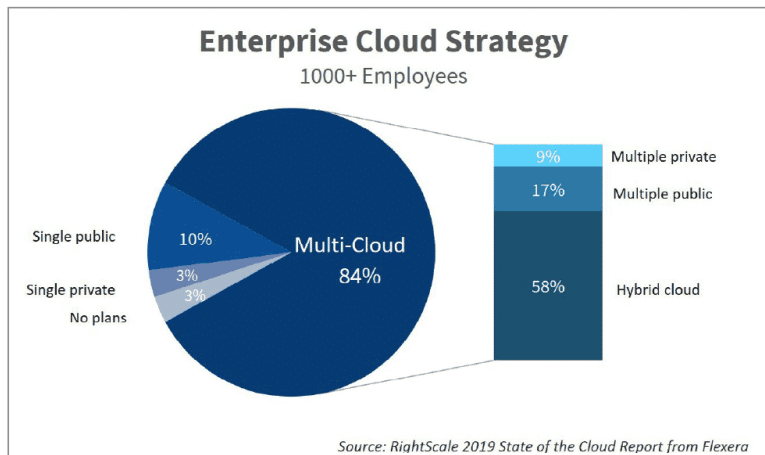 Enterprise Cloud Strategy
1000+ Employees
Single public
10%
Single private
3%
No plans
3%
Multi-Cloud
84%
9%
Multiple private
17%
Multiple public
58%
Hybrid cloud
Source: RightScale 2019 State of the Cloud Report from Flexera